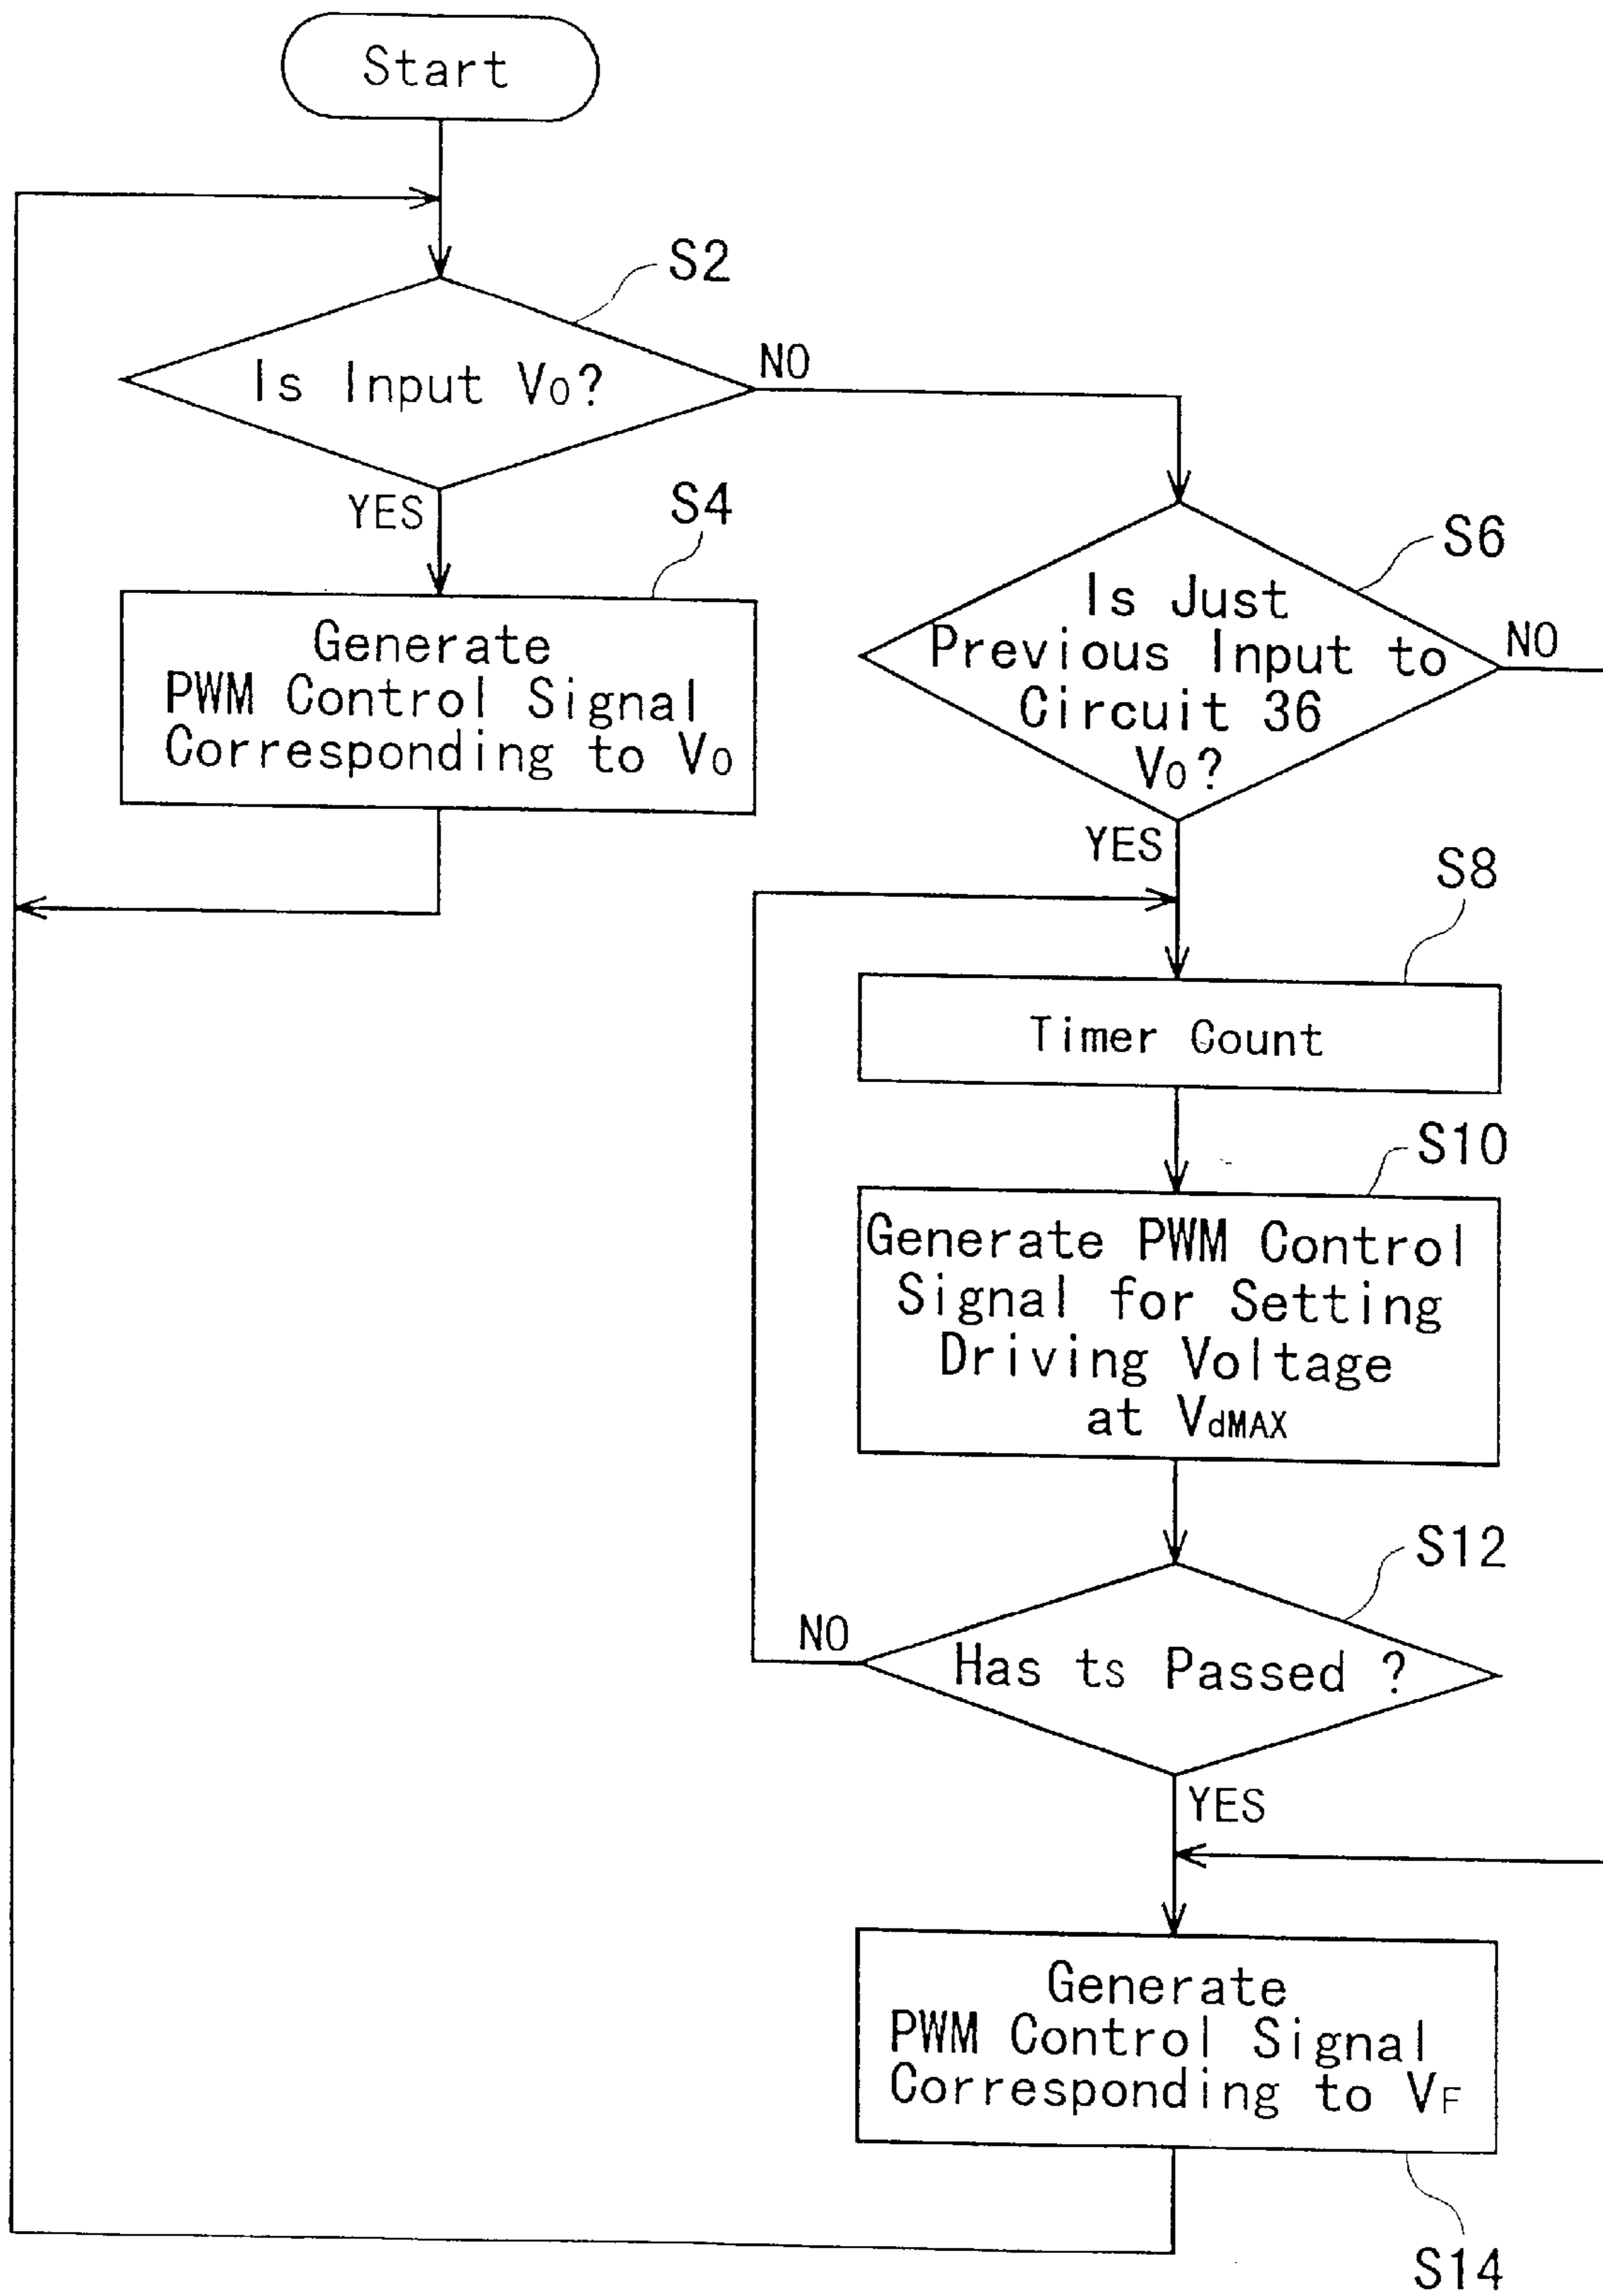 Start
S2
Is Input V0?
NO
YES
S4
Generate
PWM Control Signal
Corresponding to V0
S6
Is Just
Previous Input to
Circuit 36
V0?
NO
YES
S8
Timer Count
S10
Generate PWM Control
Signal for Setting
Driving Voltage
at VdMAX
S12
Has ts Passed ?
NO
YES
Generate
PWM Control Signal
Corresponding to VF
S14